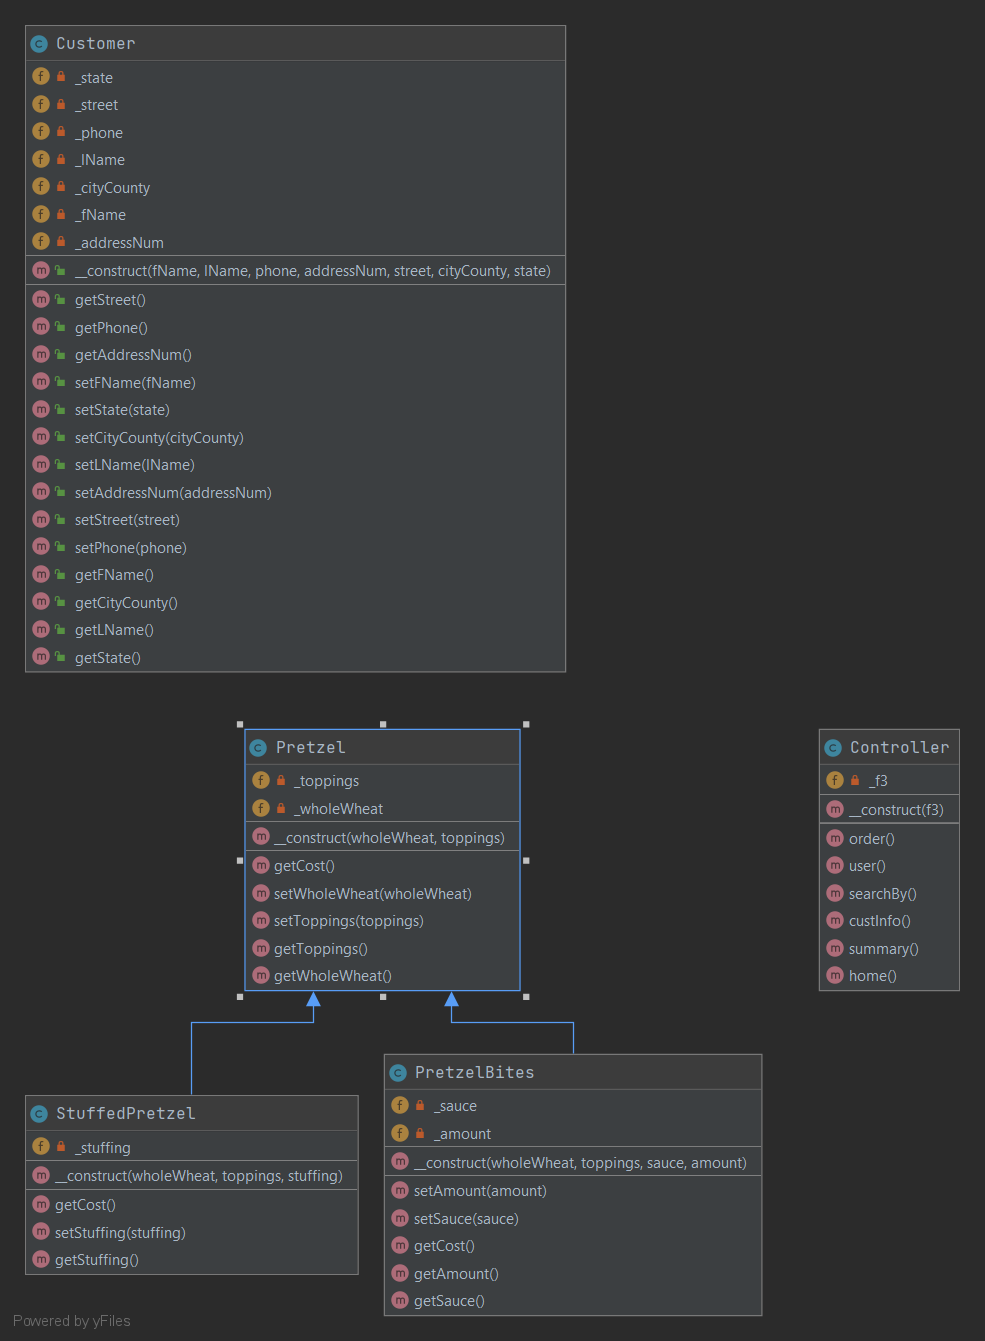 Customer
_state
_street
_phone
_lName
_cityCounty
_fName
_addressNum
__construct(fName, lName, phone, addressNum, street, cityCounty, state)
getStreet()
getPhone()
getAddressNum()
setFName(fName)
setState(state)
setCityCounty(cityCounty)
setLName(lName)
setAddressNum(addressNum)
setStreet(street)
setPhone(phone)
getFName()
getCityCounty()
getLName()
getState()
Pretzel
_toppings
_wholeWheat
__construct(wholeWheat, toppings)
getCost()
setWholeWheat(wholeWheat)
setToppings(toppings)
getToppings()
getWholeWheat()
Controller
_f3
__construct(f3)
order()
user()
searchBy()
custInfo()
summary()
home()
StuffedPretzel
_stuffing
__construct(wholeWheat, toppings, stuffing)
getCost()
setStuffing(stuffing)
getStuffing()
PretzelBites
_sauce
_amount
__construct(wholeWheat, toppings, sauce, amount)
setAmount(amount)
setSauce(sauce)
getCost()
getAmount()
getSauce()
Powered by yFiles